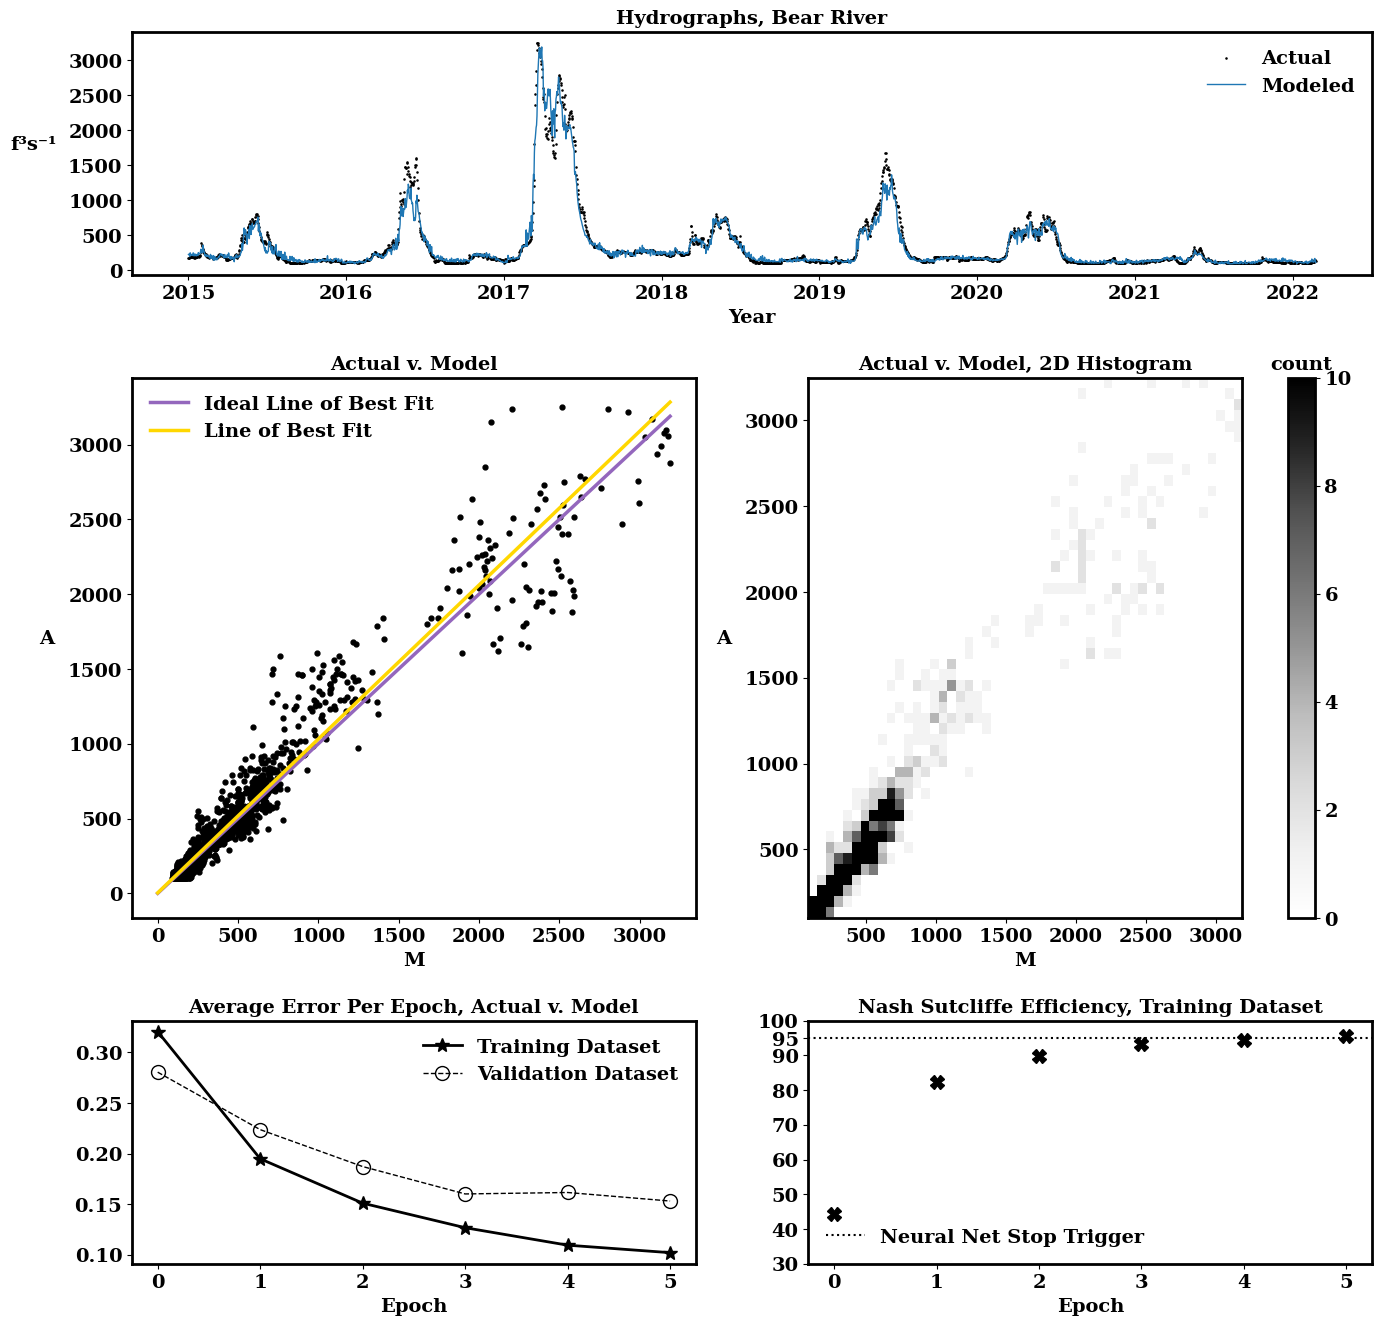 Hydrographs, Bear River
3000
2500
2000
1500
1000
500
0
f³s⁻¹
Actual
Modeled
2015 2016 2017 2018 2019 2020 2021 2022
Year
Actual v. Model
Ideal Line of Best Fit
Line of Best Fit
3000
2500
2000
1500
1000
500
0
A
0 500 1000 1500 2000 2500 3000
M
Actual v. Model, 2D Histogram
3000
2500
2000
1500
1000
500
A
500 1000 1500 2000 2500 3000
M
count
10
8
6
4
2
0
Average Error Per Epoch, Actual v. Model
Training Dataset
Validation Dataset
0.30
0.25
0.20
0.15
0.10
0 1 2 3 4 5
Epoch
Nash Sutcliffe Efficiency, Training Dataset
100
95
90
80
70
60
50
40
30
Neural Net Stop Trigger
0 1 2 3 4 5
Epoch